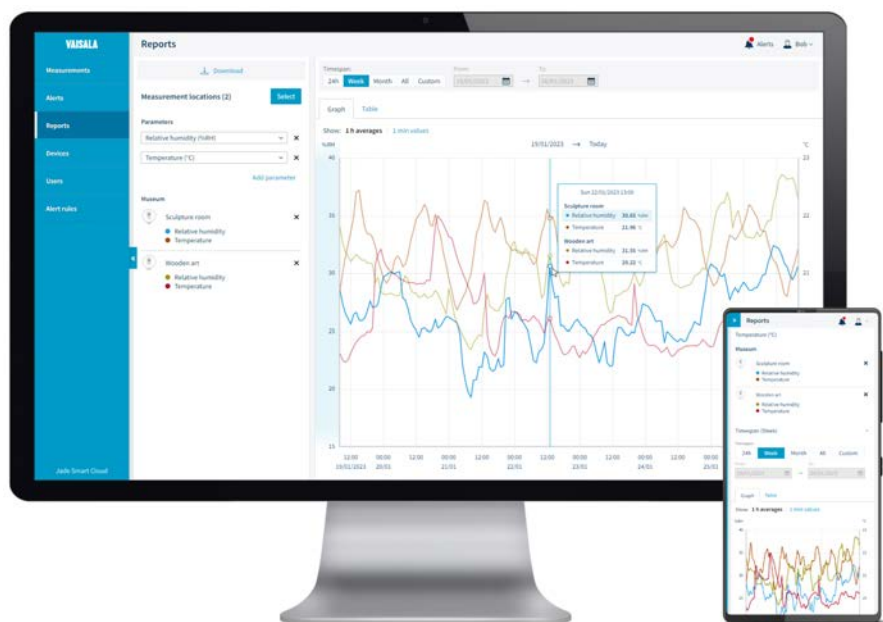 VAISALA
Reports
Alerts
Bob
Measurements
Alerts
Reports
Devices
Users
Alert rules
Jade Smart Cloud
Download
Measurement locations (2)
Select
Parameters
Relative humidity (%RH)
Temperature (°C)
Add parameter
Museum
Sculpture room
Relative humidity
Temperature
Wooden art
Relative humidity
Temperature
Timespan:
From:
To:
24h Week Month All Custom
Graph Table
Show: 1 h averages 1 min values
%RH
19/01/2023 → Today
°C
40
35
30
25
20
15
23
22
21
Sun 22/01/2023 13:00
Sculpture room
Relative humidity
Temperature 21.96 °C
Wooden art
Relative humidity
Temperature 20.22 °C
12:00 00:00 12:00 00:00 12:00 00:00 12:00 00:00 12:00 00:00 12:00 00:00
19/01/2023 20/01 21/01 22/01 23/01 24/01 25/01
Reports
Temperature (°C)
Museum
Sculpture room
Relative humidity
Temperature
Wooden art
Relative humidity
Temperature
Timespan (Week)
24h Week Month All Custom
Graph Table
Show: 1 h averages 1 min values